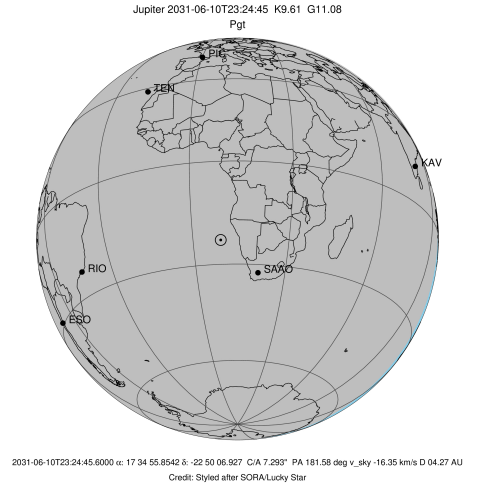 Jupiter 2031-06-10T23:24:45  K9.61  G11.08
Pgt
PIC
TEN
KAV
RIO
SAAO
ESO
2031-06-10T23:24:45.6000 α: 17 34 55.8542 δ: -22 50 06.927  C/A 7.293"  PA 181.58 deg v_sky -16.35 km/s D 04.27 AU
Credit: Styled after SORA/Lucky Star